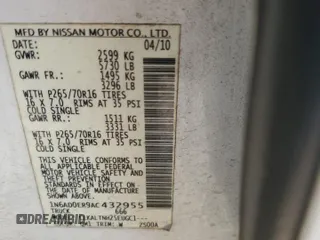 MFD BY NISSAN MOTOR CO., LTD.
DATE: 04/10
GVWR: 2599 KG
5730 LB
GAWR FR: 1495 KG
3296 LB
WITH P265/70R16 TIRES
16 X 7.0 RIMS AT 35 PSI
COLD
GAWR RR: 1511 KG
3331 LB
WITH P265/70R16 TIRES
16 X 7.0 RIMS AT 35 PSI
COLD SINGLE
THIS VEHICLE CONFORMS TO ALL
APPLICABLE U.S. FEDERAL
MOTOR VEHICLE SAFETY AND
THEFT PREVENTION STANDARDS
IN EFFECT ON THE DATE OF
MANUFACTURE SHOWN ABOVE.
432955
TRUCK
TRIM: W 2S00A